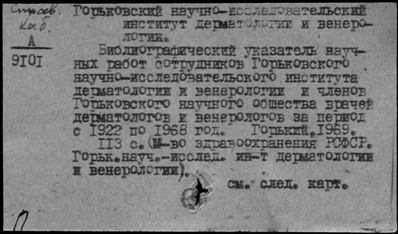 Горьковский научно-исследовательский
институт дерматологии и венеро-
логии.
Библиографический указатель науч-
ных работ сотрудников Горьковского
научно-исследовательского института
дерматологии и венерологии и членов
Горьковского научного общества врачей
дерматологов и венерологов за период
с 1922 по 1968 год. Горький, 1969.
113 с. (М-во здравоохранения РСФСР.
Горьк.науч.-исслед. ин-т дерматологии
и венерологии).
см. след. карт.
Справ.
Каб.
А
9101
П